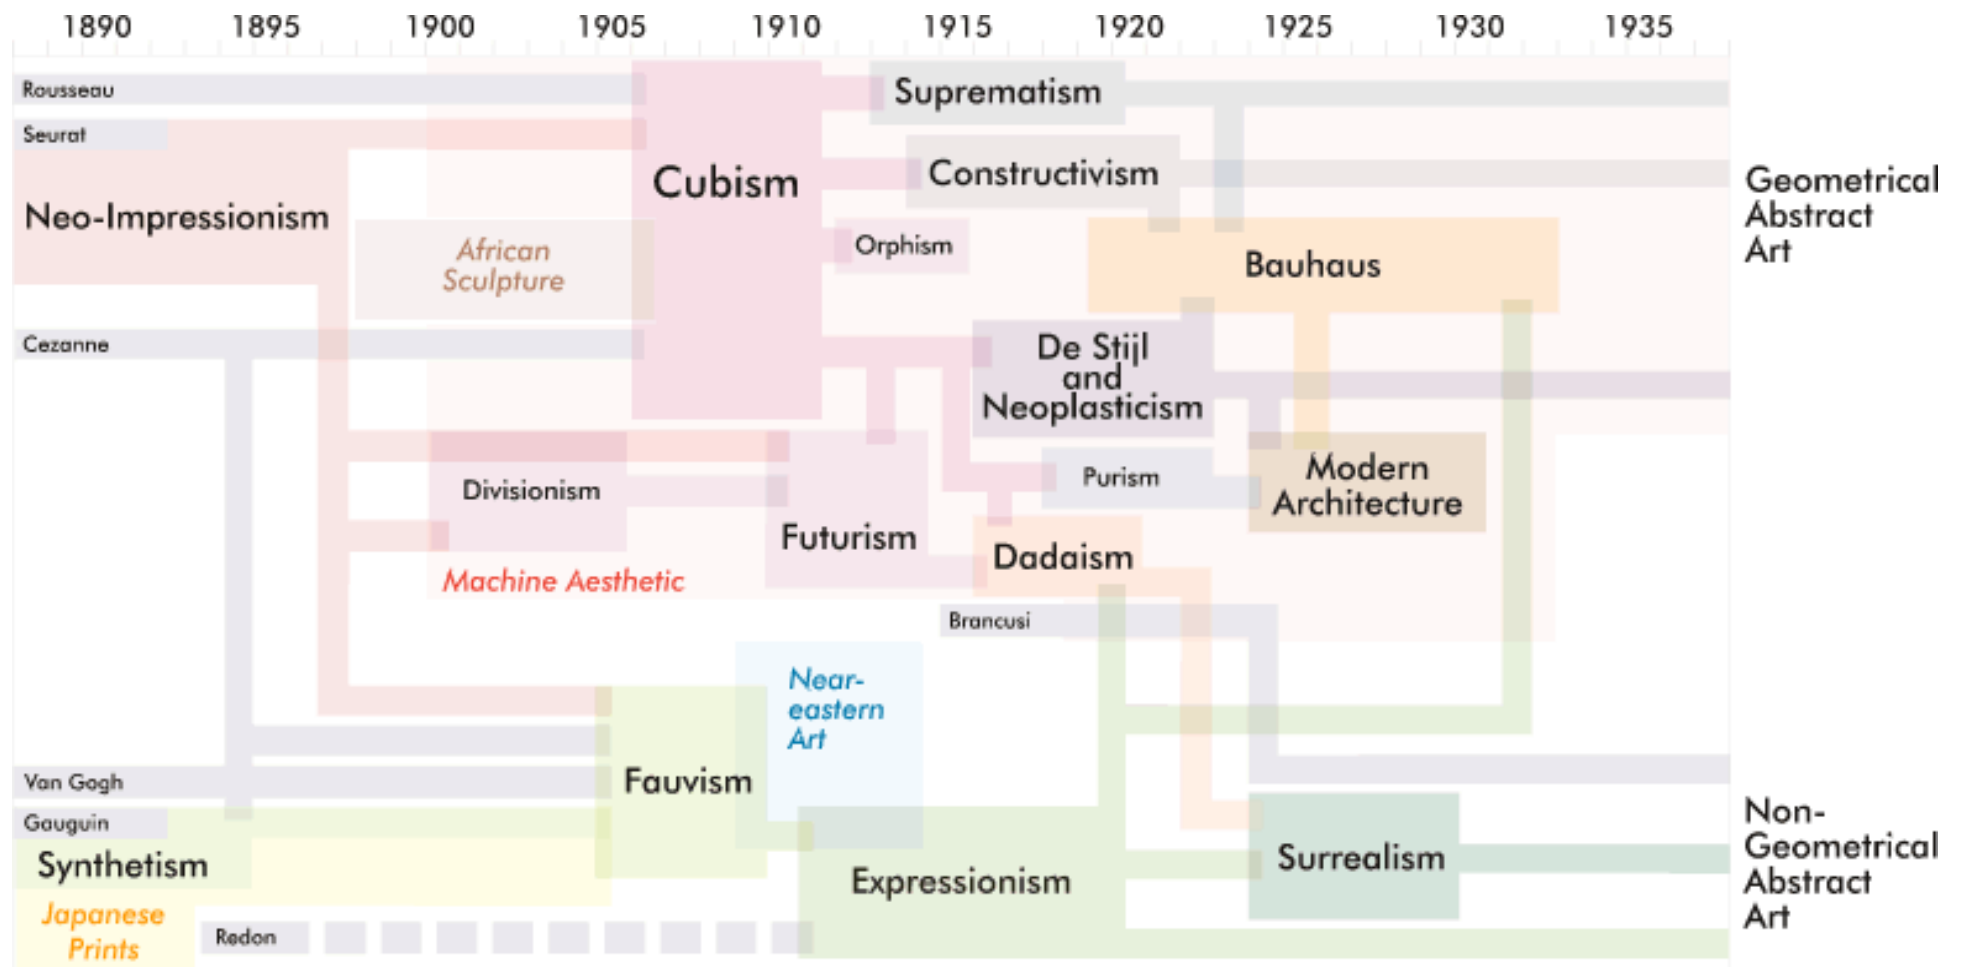 1890 1895 1900 1905 1910 1915 1920 1925 1930 1935
Rousseau
Suprematism
Seurat
Cubism
Constructivism
Geometrical
Abstract
Art
Neo-Impressionism
African
Sculpture
Orphism
Bauhaus
Cezanne
De Stijl
and
Neoplasticism
Divisionism
Purism
Modern
Architecture
Futurism
Dadaism
Machine Aesthetic
Brancusi
Near-
eastern
Art
Van Gogh
Fauvism
Gauguin
Synthetism
Expressionism
Surrealism
Non-
Geometrical
Abstract
Art
Japanese
Prints
Redon